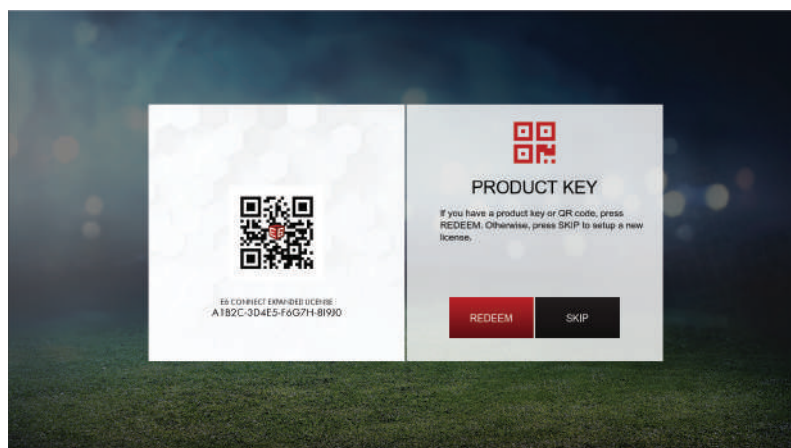 E6 CONNECT EXPANDED LICENSE
A1B2C-3D4E5-F6G7H-8I9J0
PRODUCT KEY
If you have a product key or QR code, press
REDEEM. Otherwise, press SKIP to setup a new
license.
REDEEM
SKIP